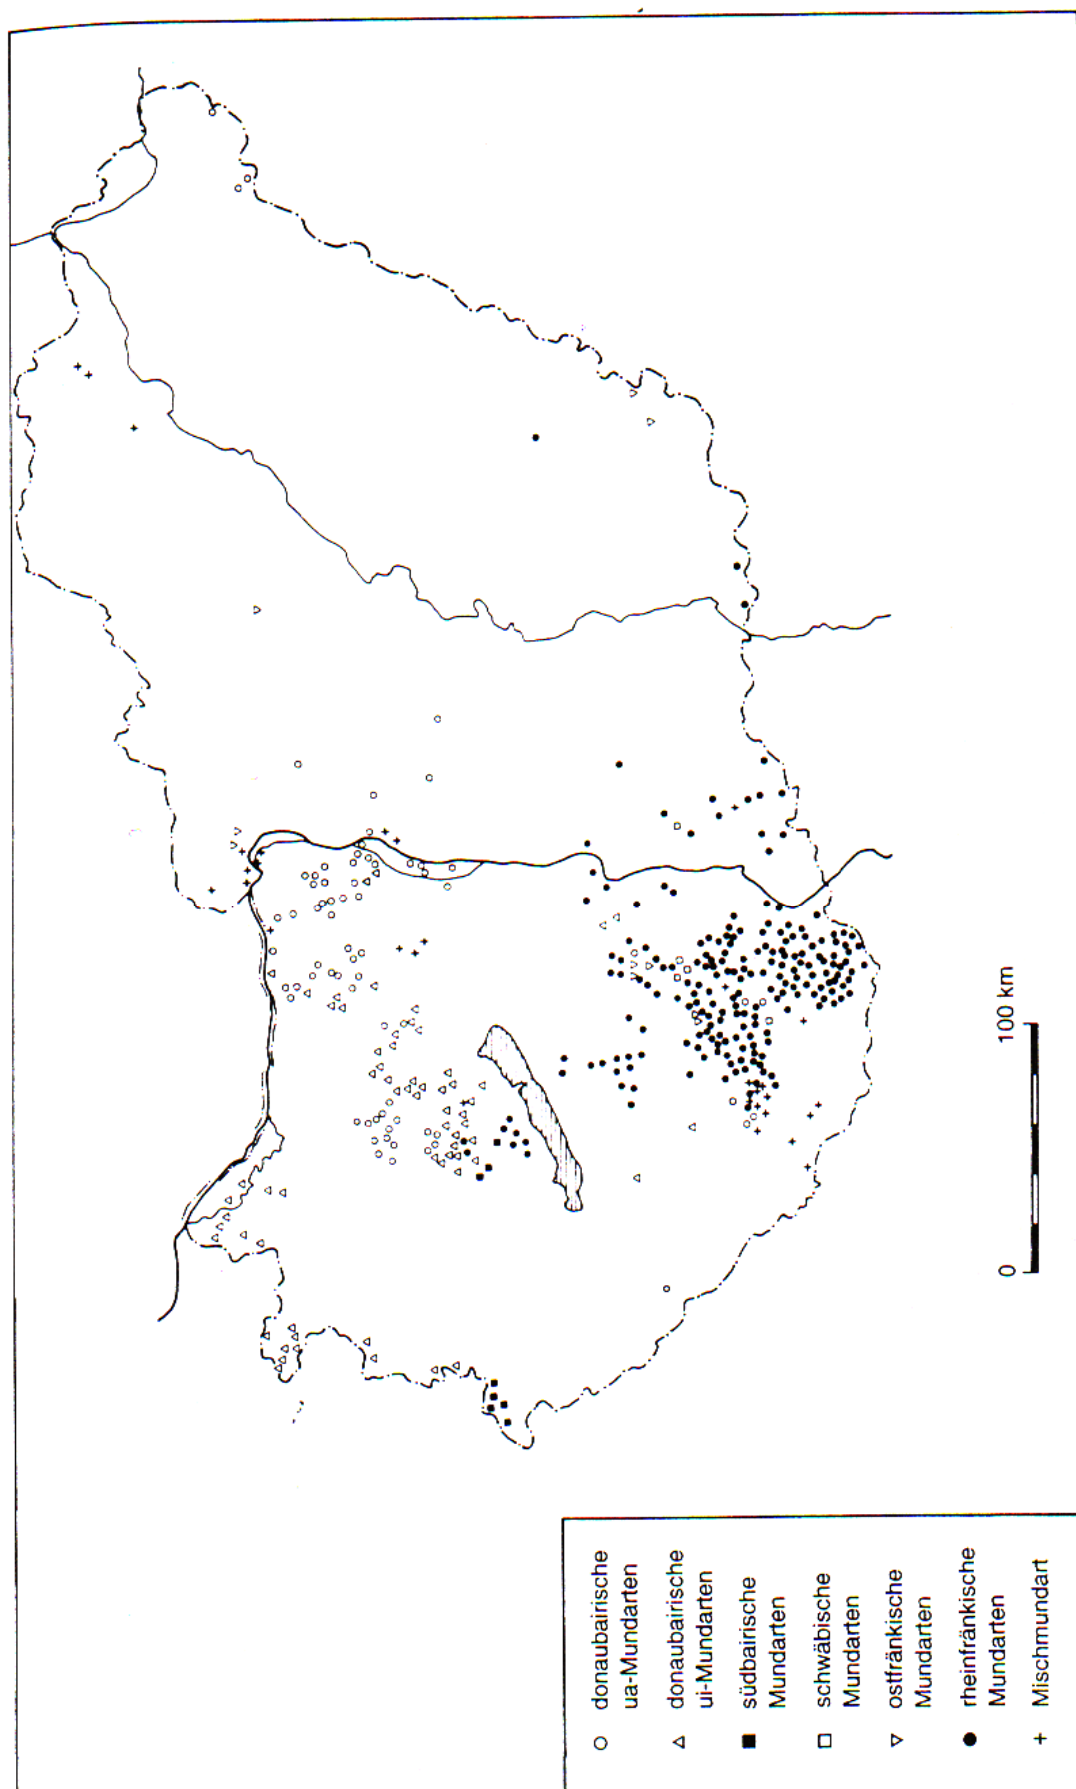 ○ donaubairische
ua-Mundarten
△ donaubairische
ui-Mundarten
■ südbairische
Mundarten
□ schwäbische
Mundarten
▽ ostfränkische
Mundarten
● rheinfränkische
Mundarten
+ Mischmundart
0 100 km